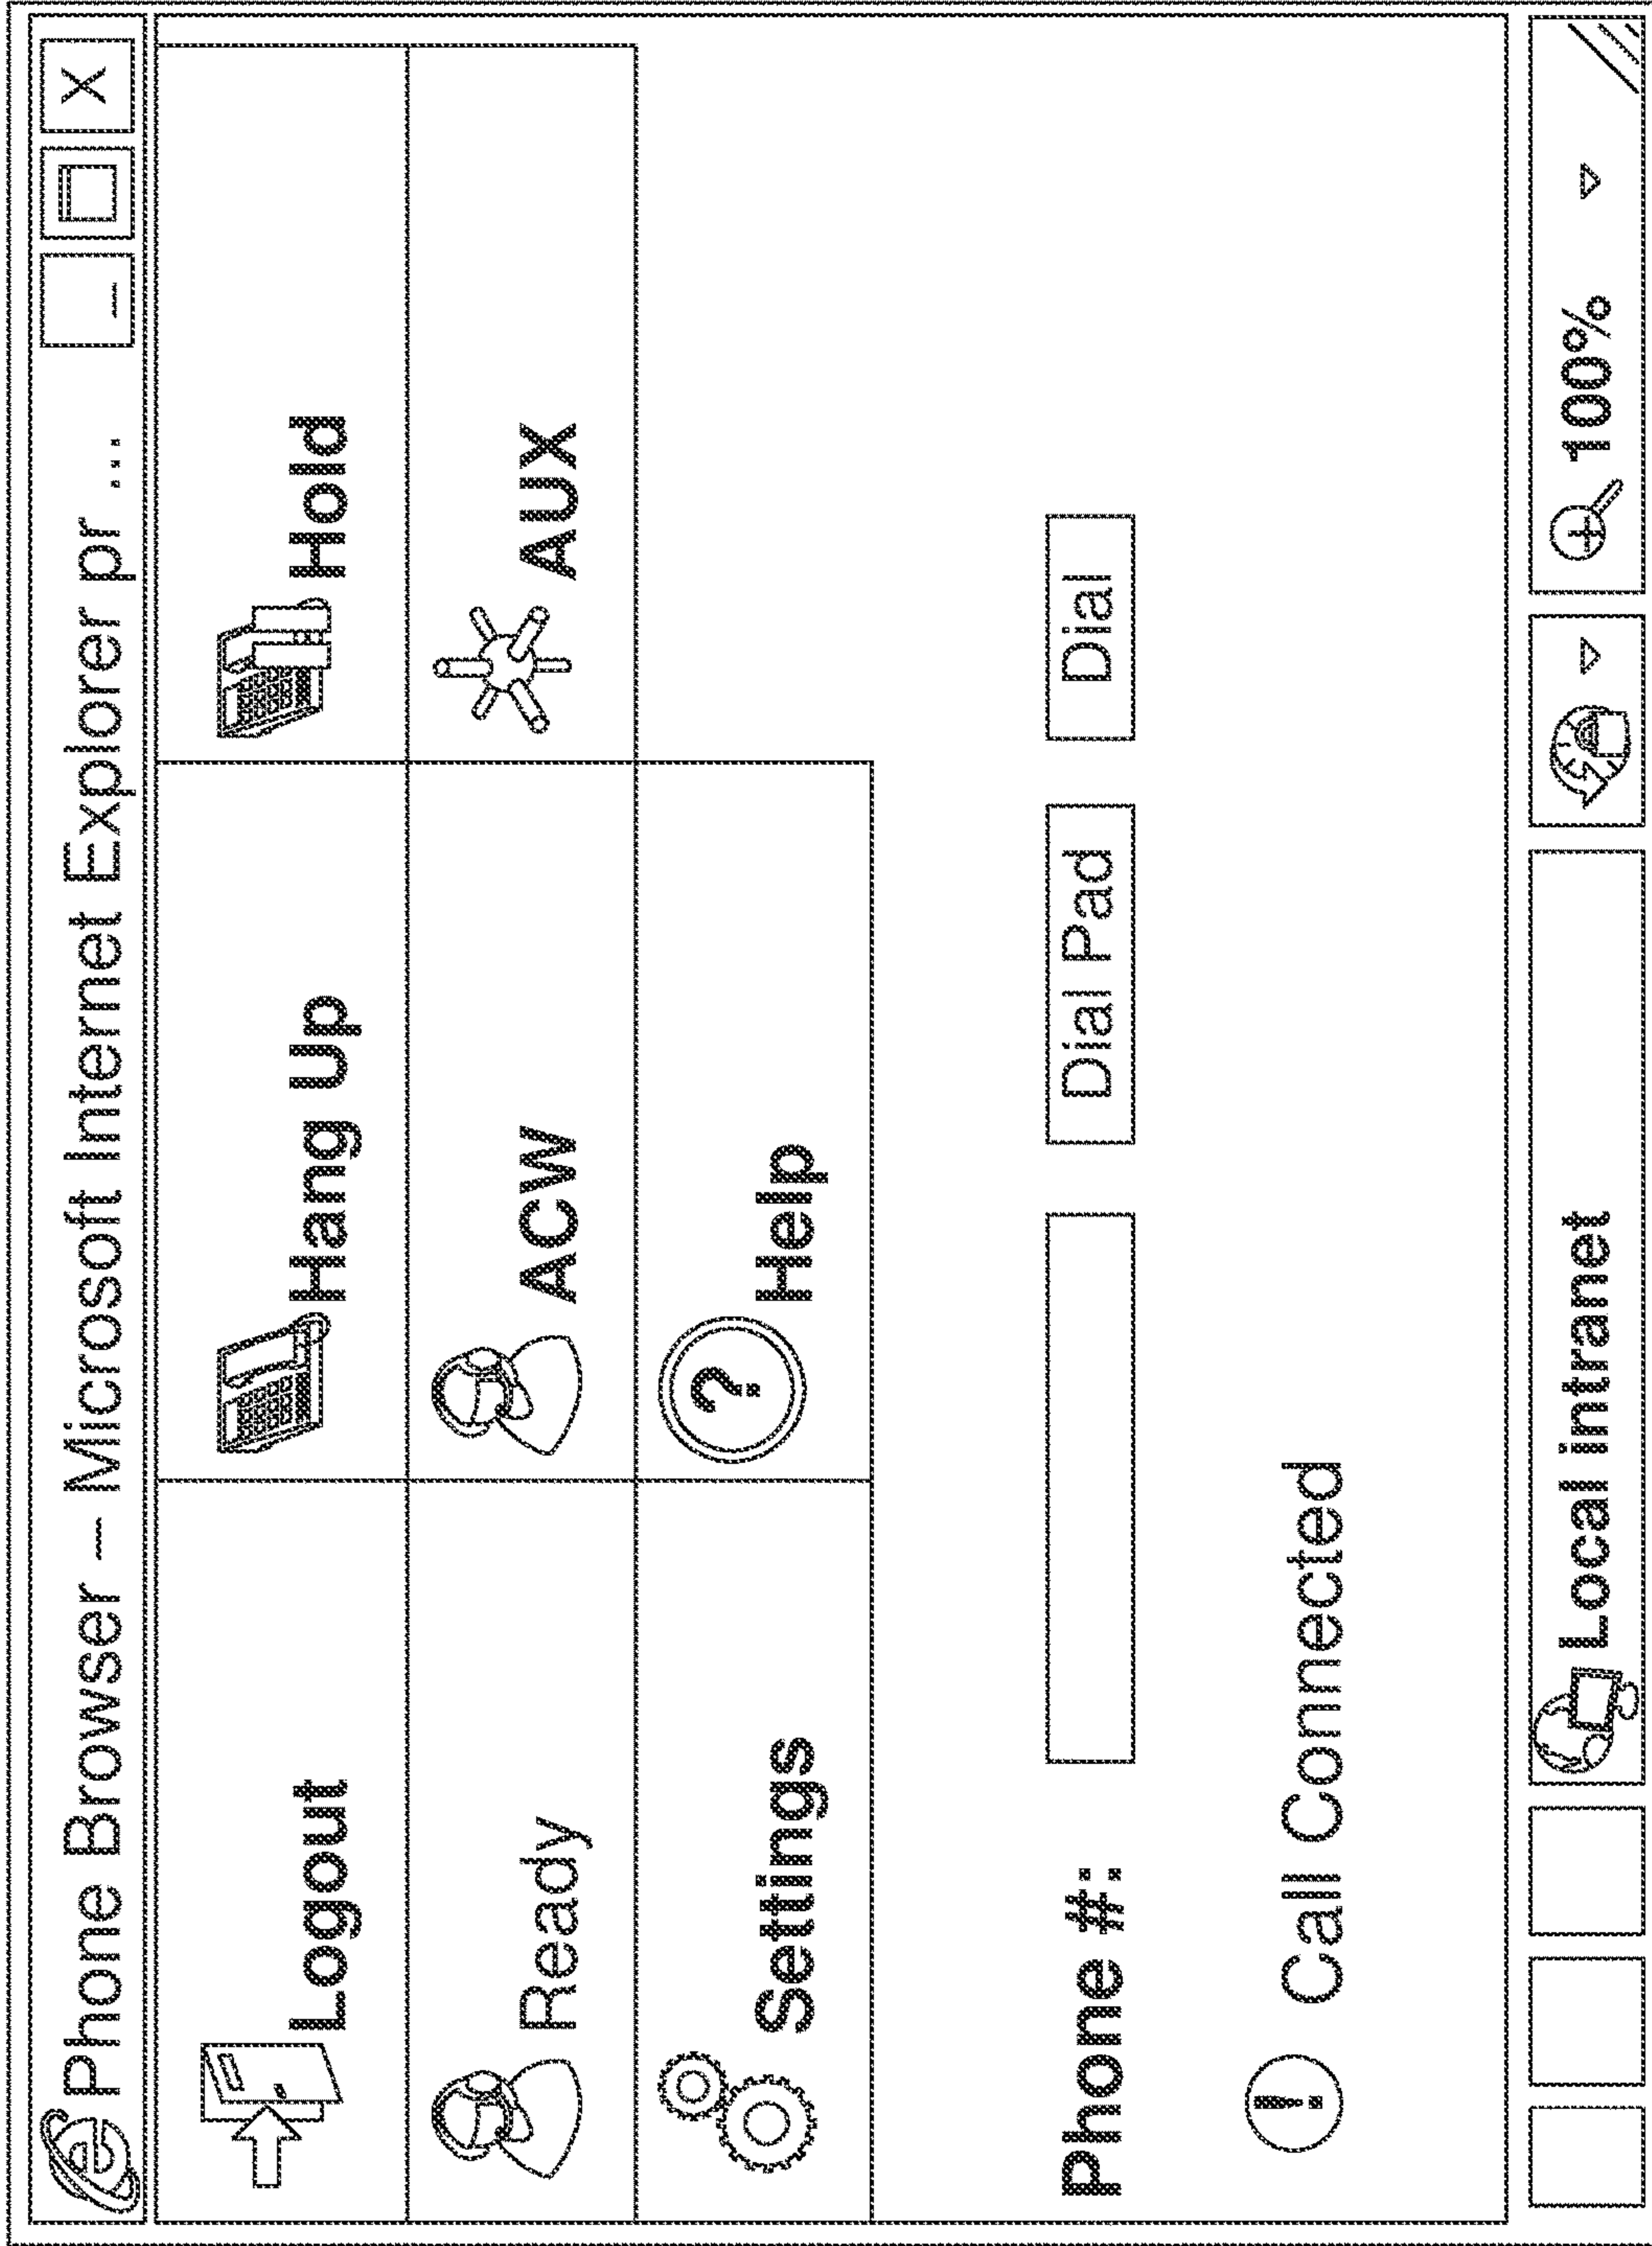 Phone Browser – Microsoft Internet Explorer pr ... _ X
Logout Hang Up Hold
Ready ACW AUX
Settings ? Help
Phone #: Dial Pad Dial
! Call Connected
Local intranet 100%